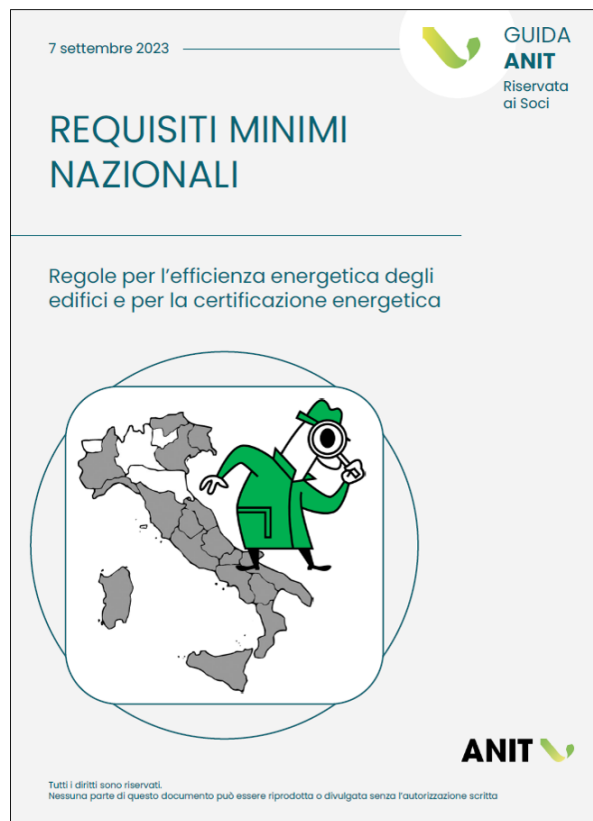 7 settembre 2023
GUIDA
ANIT
Riservata
ai Soci
REQUISITI MINIMI
NAZIONALI
Regole per l'efficienza energetica degli
edifici e per la certificazione energetica
ANIT
Tutti i diritti sono riservati.
Nessuna parte di questo documento può essere riprodotta o divulgata senza l'autorizzazione scritta